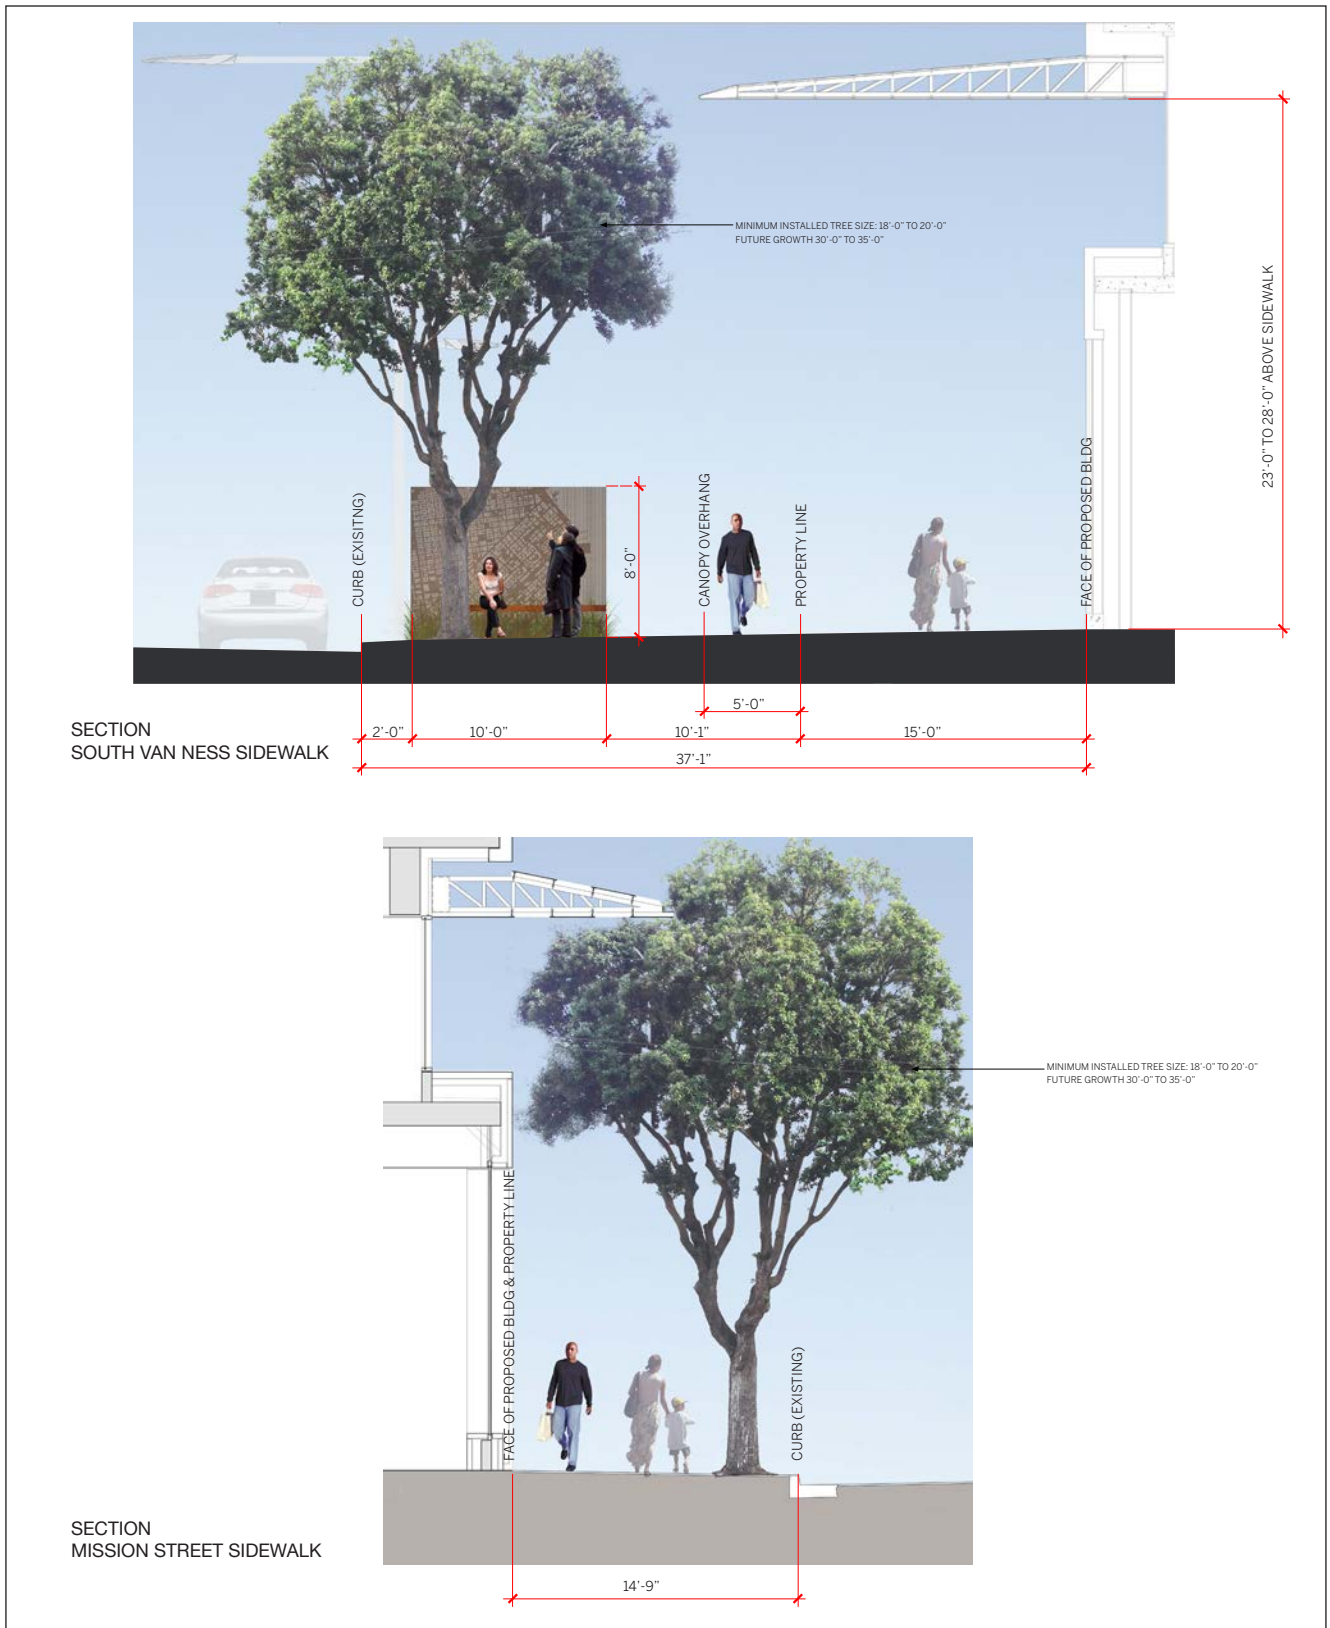 MINIMUM INSTALLED TREE SIZE: 18'-0" TO 20'-0"
FUTURE GROWTH 30'-0" TO 35'-0"
23'-0" TO 28'-0" ABOVE SIDEWALK
CURB (EXISITNG)
8'-0"
CANOPY OVERHANG
PROPERTY LINE
FACE OF PROPOSED BLDG
5'-0"
2'-0"
10'-0"
10'-1"
15'-0"
37'-1"
SECTION
SOUTH VAN NESS SIDEWALK
MINIMUM INSTALLED TREE SIZE: 18'-0" TO 20'-0"
FUTURE GROWTH 30'-0" TO 35'-0"
FACE OF PROPOSED BLDG & PROPERTY LINE
CURB (EXISTING)
SECTION
MISSION STREET SIDEWALK
14'-9"